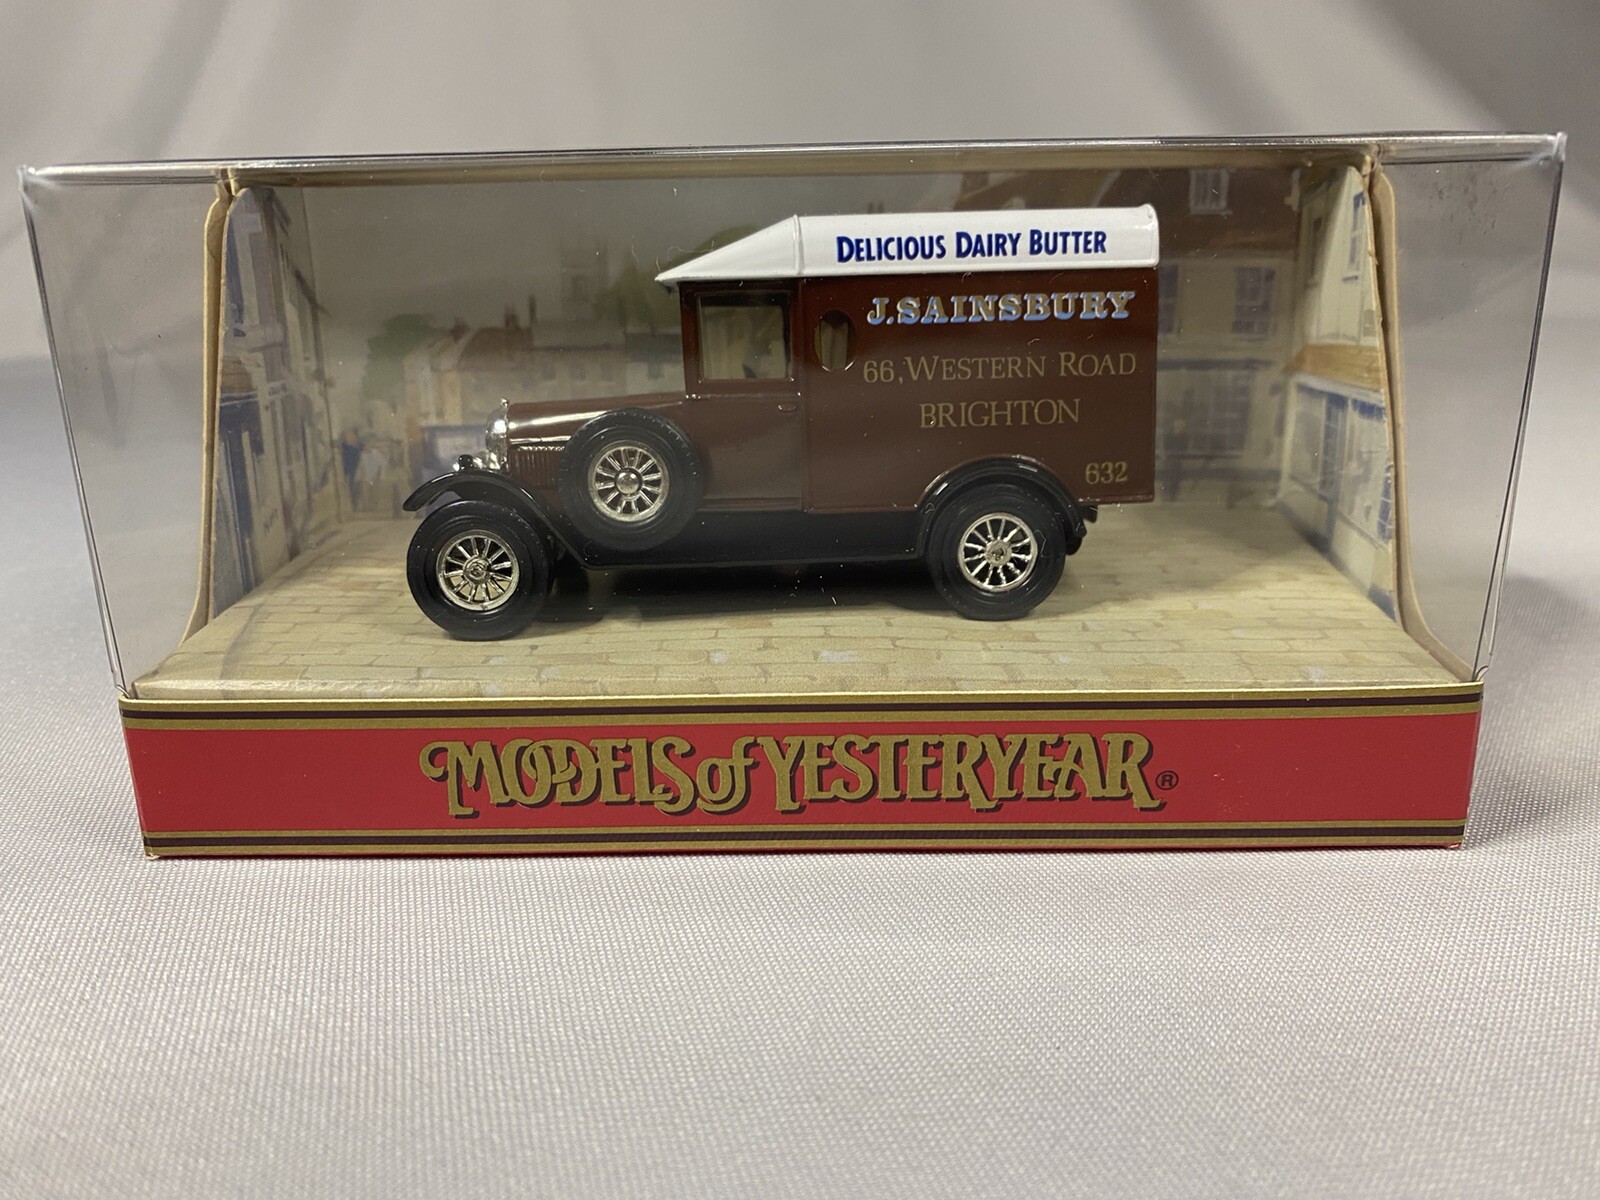 DELICIOUS DAIRY BUTTER
J. SAINSBURY
66, WESTERN ROAD
BRIGHTON
632
MODELS of YESTERYEAR ®